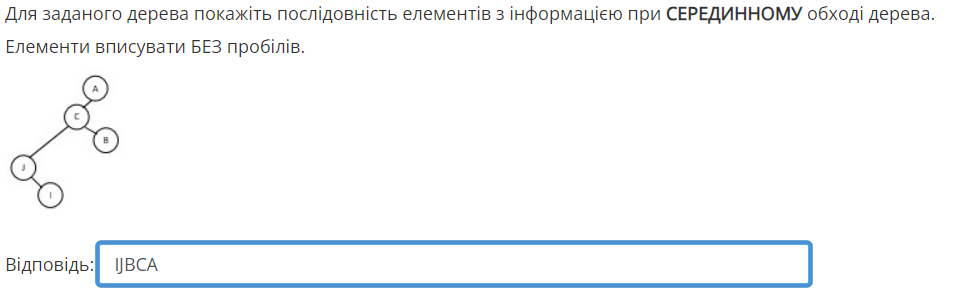 Для заданого дерева покажіть послідовність елементів з інформацією при СЕРЕДИННОМУ обході дерева.
Елементи вписувати БЕЗ пробілів.
A
C
B
J
I
Відповідь: IJBCA